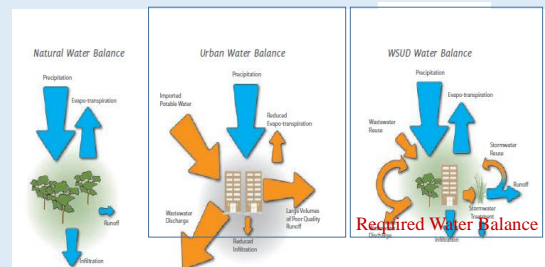 Natural Water Balance
Precipitation
Evapo-transpiration
Runoff
Infiltration
Urban Water Balance
Precipitation
Imported
Potable Water
Reduced
Evapo-transpiration
Wastewater
Discharge
Reduced
Infiltration
Large Volumes
of Poor Quality
Runoff
WSUD Water Balance
Precipitation
Evapo-transpiration
Wastewater
Reuse
Stormwater
Reuse
Runoff
Stormwater
Treatment
Discharge
Infiltration
Required Water Balance